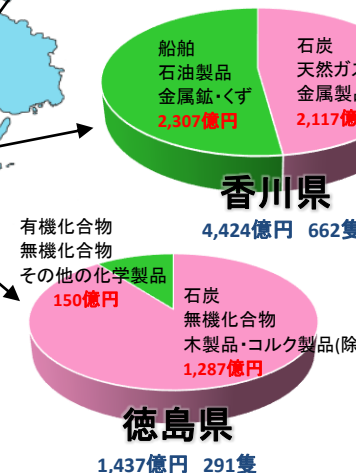 船舶
石油製品
金属鉱・くず
2,307億円
石炭
天然ガス
金属製品
2,117億円
香川県
4,424億円 662隻
有機化合物
無機化合物
その他の化学製品
150億円
石炭
無機化合物
木製品・コルク製品(除
1,287億円
徳島県
1,437億円 291隻